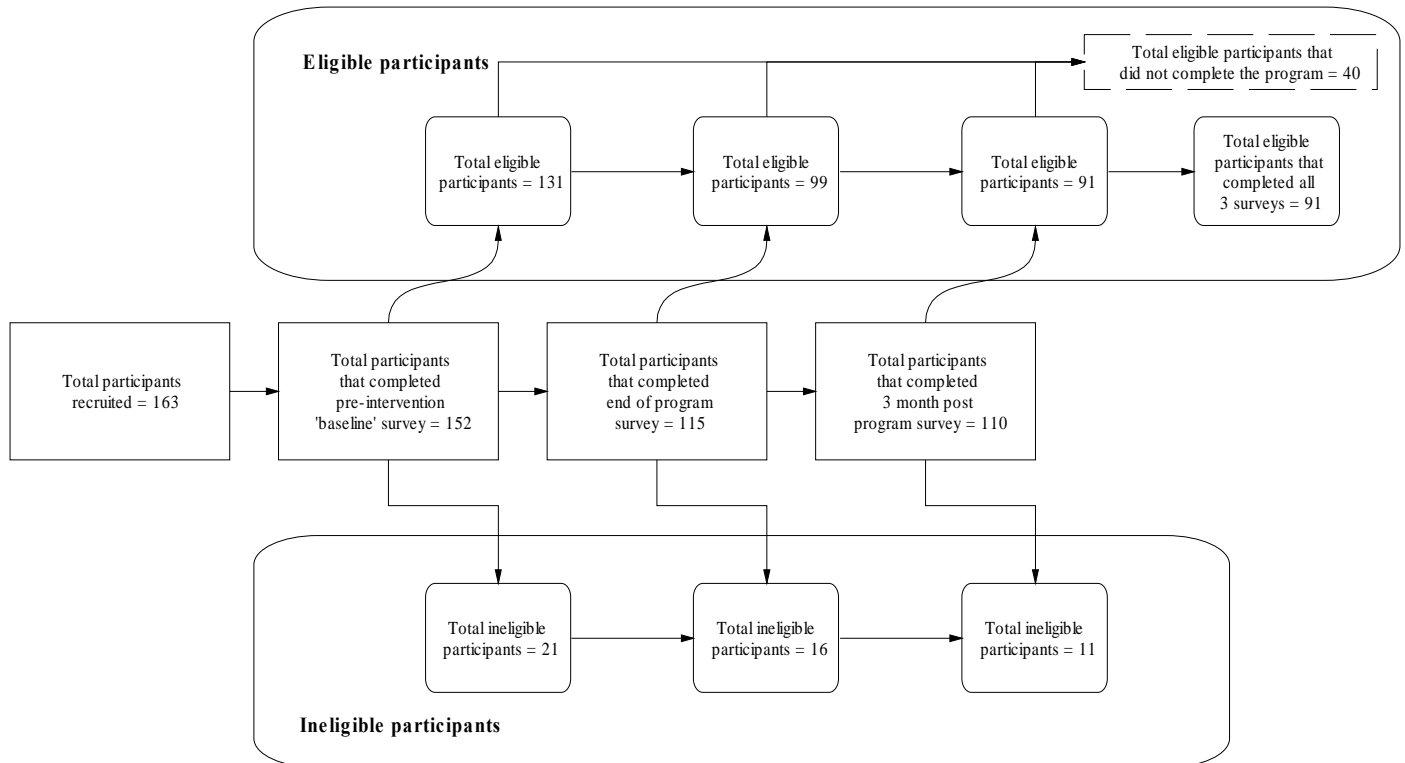 Eligible participants
Total eligible participants that
did not complete the program = 40
Total eligible
participants = 131
Total eligible
participants = 99
Total eligible
participants = 91
Total eligible
participants that
completed all
3 surveys = 91
Total participants
recruited = 163
Total participants
that completed
pre-intervention
'baseline' survey = 152
Total participants
that completed
end of program
survey = 115
Total participants
that completed
3 month post
program survey = 110
Total ineligible
participants = 21
Total ineligible
participants = 16
Total ineligible
participants = 11
Ineligible participants